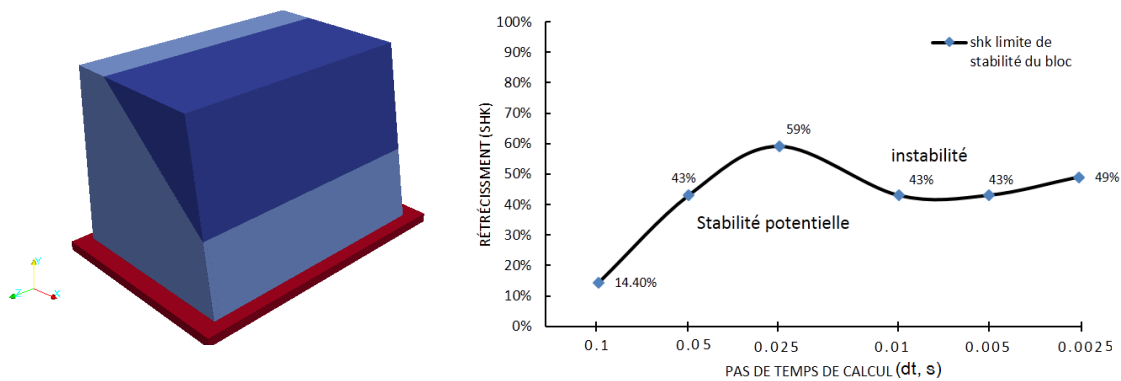 Y
Z
X
100%
90%
80%
70%
60%
50%
40%
30%
20%
10%
0%
RÉTRÉCISSMENT (SHK)
shk limite de
stabilité du bloc
59%
instabilité
43%
43%
43%
49%
Stabilité potentielle
14.40%
0.1
0.05
0.025
0.01
0.005
0.0025
PAS DE TEMPS DE CALCUL (dt, s)